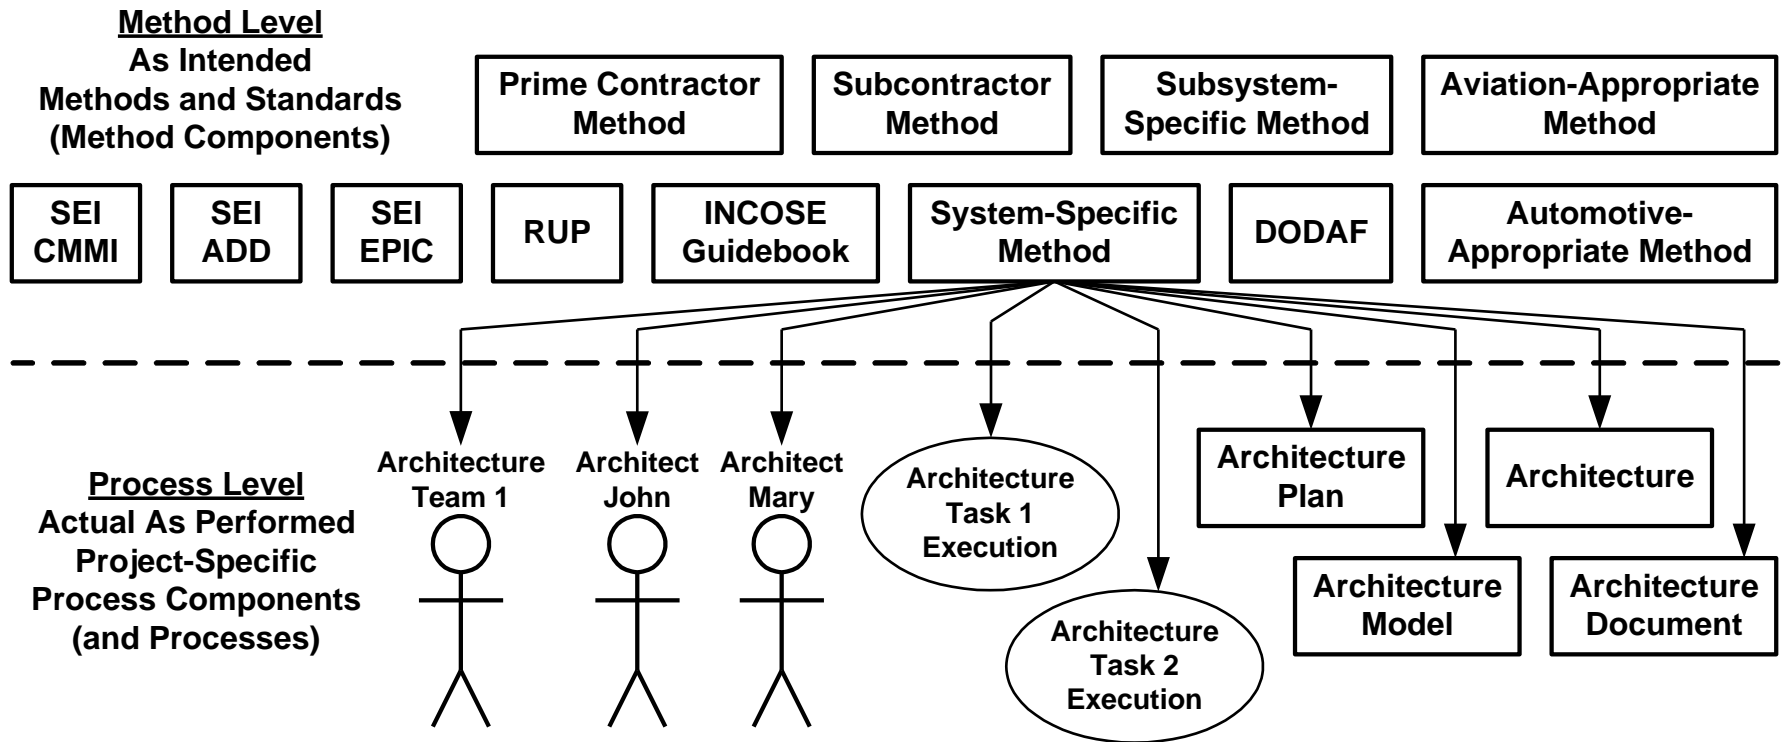 Method Level
As Intended
Methods and Standards
(Method Components)
Prime Contractor
Method
Subcontractor
Method
Subsystem-
Specific Method
Aviation-Appropriate
Method
SEI
CMMI
SEI
ADD
SEI
EPIC
RUP
INCOSE
Guidebook
System-Specific
Method
DODAF
Automotive-
Appropriate Method
Process Level
Actual As Performed
Project-Specific
Process Components
(and Processes)
Architecture
Team 1
Architect
John
Architect
Mary
Architecture
Task 1
Execution
Architecture
Task 2
Execution
Architecture
Plan
Architecture
Model
Architecture
Architecture
Document